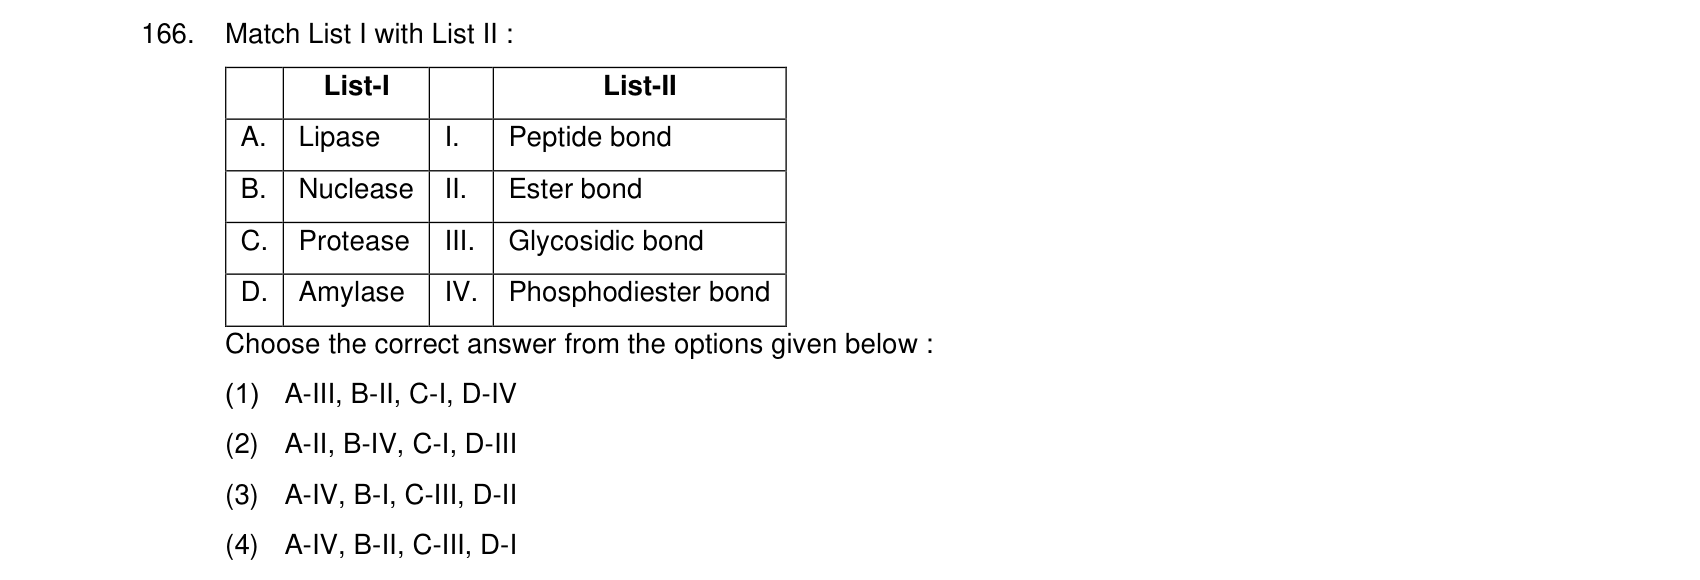 166. Match List I with List II :
List-I List-II
A. Lipase I. Peptide bond
B. Nuclease II. Ester bond
C. Protease III. Glycosidic bond
D. Amylase IV. Phosphodiester bond
Choose the correct answer from the options given below :
(1) A-III, B-II, C-I, D-IV
(2) A-II, B-IV, C-I, D-III
(3) A-IV, B-I, C-III, D-II
(4) A-IV, B-II, C-III, D-I